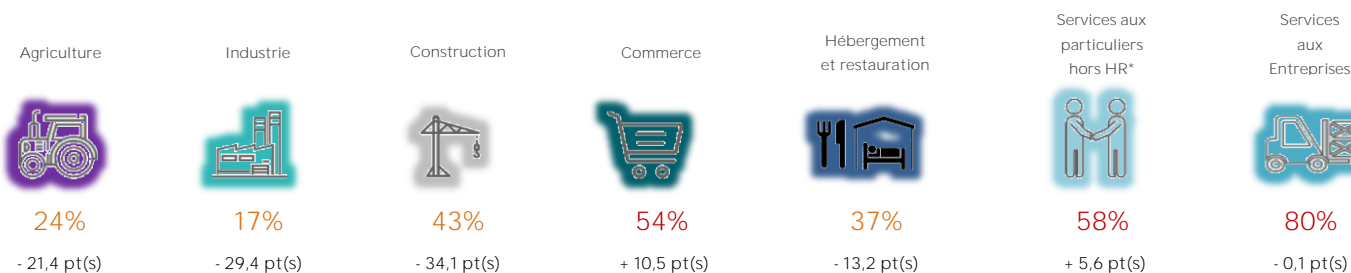 Agriculture
Industrie
Construction
Commerce
Hébergement
et restauration
Services aux
particuliers
hors HR*
Services
aux
Entreprises
24%
17%
43%
54%
37%
58%
80%
- 21,4 pt(s)
- 29,4 pt(s)
- 34,1 pt(s)
+ 10,5 pt(s)
- 13,2 pt(s)
+ 5,6 pt(s)
- 0,1 pt(s)